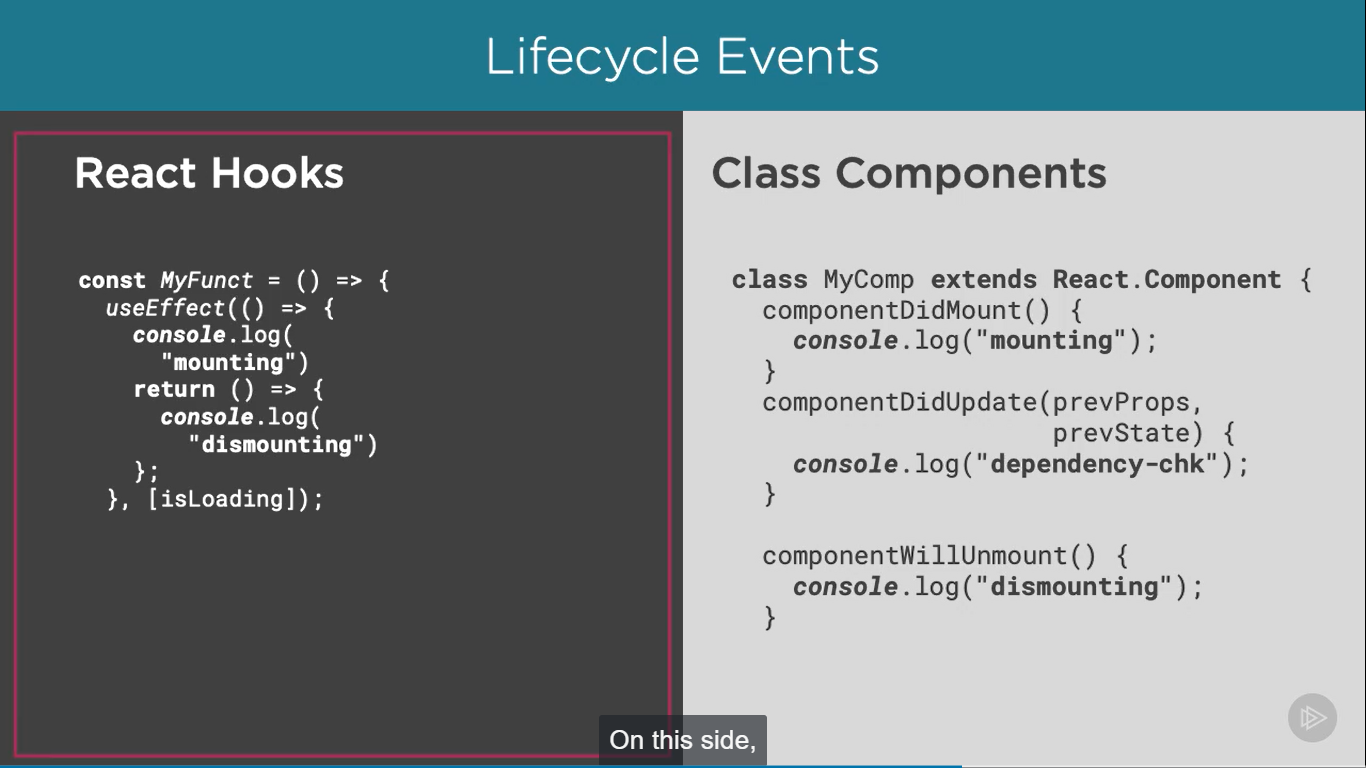 Lifecycle Events
React Hooks
const MyFunct = () => {
  useEffect(() => {
    console.log(
      "mounting")
    return () => {
      console.log(
        "dismounting")
    };
  }, [isLoading]);
Class Components
class MyComp extends React.Component {
  componentDidMount() {
    console.log("mounting");
  }
  componentDidUpdate(prevProps,
                     prevState) {
    console.log("dependency-chk");
  }
  componentWillUnmount() {
    console.log("dismounting");
  }
On this side,